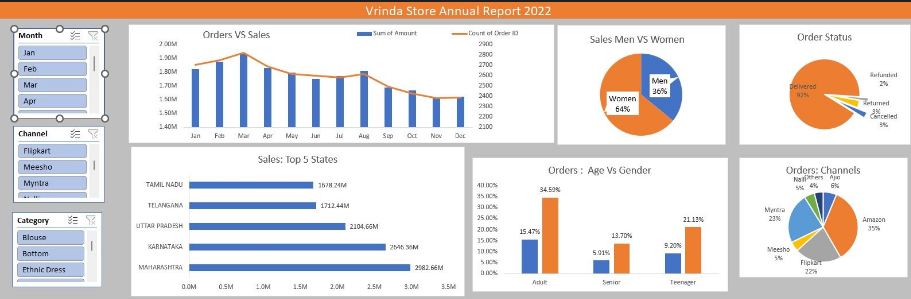 Vrinda Store Annual Report 2022
Month
Jan
Feb
Mar
Apr
Channel
Flipkart
Meesho
Myntra
Category
Blouse
Bottom
Ethnic Dress
Orders VS Sales
Sum of Amount
Count of Order ID
2.00M
1.90M
1.80M
1.70M
1.60M
1.50M
1.40M
2900
2800
2700
2600
2500
2400
2300
2200
2100
Jan Feb Mar Apr May Jun Jul Aug Sep Oct Nov Dec
Sales Men VS Women
Men
36%
Women
64%
Order Status
Delivered
92%
Refunded
2%
Returned
3%
Cancelled
3%
Sales: Top 5 States
TAMIL NADU 1678.24M
TELANGANA 1712.44M
UTTAR PRADESH 2104.66M
KARNATAKA 2646.36M
MAHARASHTRA 2982.66M
0.0M 0.5M 1.0M 1.5M 2.0M 2.5M 3.0M 3.5M
Orders : Age Vs Gender
40.00%
35.00%
30.00%
25.00%
20.00%
15.00%
10.00%
5.00%
0.00%
15.47%
34.59%
5.91%
13.70%
9.20%
21.13%
Adult Senior Teenager
Orders: Channels
Nalli
5%
Others
4%
Ajio
6%
Amazon
35%
Flipkart
22%
Meesho
5%
Myntra
23%